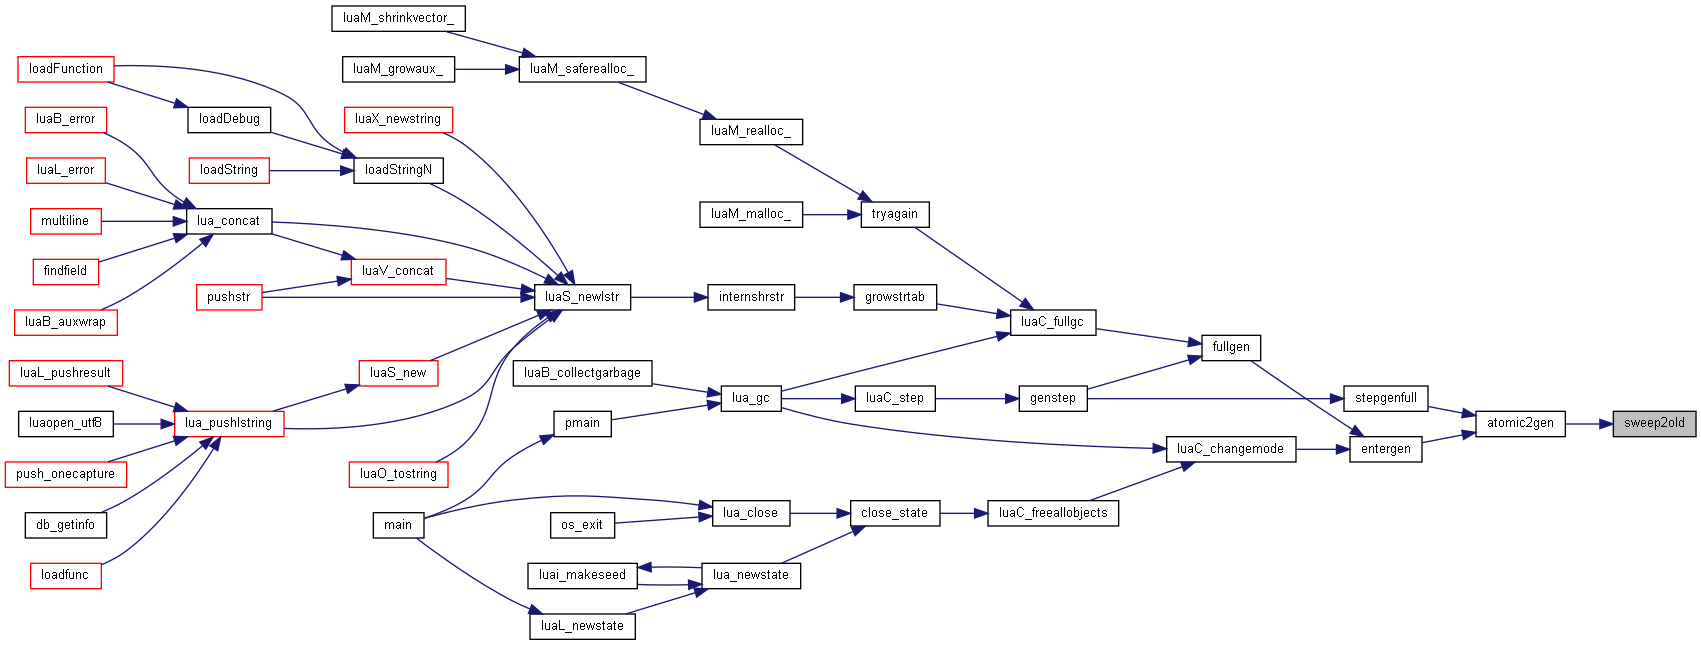 luaM_shrinkvector_
loadFunction
luaM_growaux_
luaM_saferealloc_
luaB_error
loadDebug
luaX_newstring
luaM_realloc_
luaL_error
loadString
loadStringN
multiline
lua_concat
luaM_malloc_
tryagain
findfield
luaV_concat
pushstr
luaS_newlstr
internshrstr
growstrtab
luaB_auxwrap
luaC_fullgc
fullgen
luaL_pushresult
luaS_new
luaB_collectgarbage
lua_gc
luaC_step
genstep
stepgenfull
luaopen_utf8
lua_pushlstring
pmain
atomic2gen
sweep2old
push_onecapture
luaO_tostring
luaC_changemode
entergen
db_getinfo
main
os_exit
lua_close
close_state
luaC_freeallobjects
loadfunc
luai_makeseed
lua_newstate
luaL_newstate